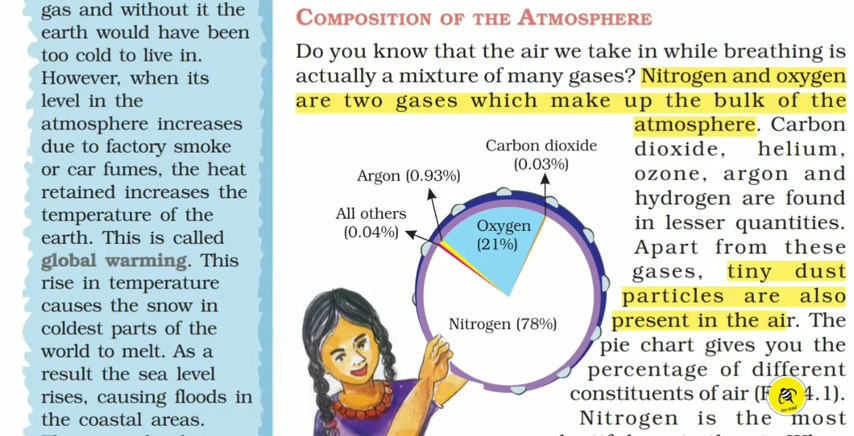 gas and without it the
earth would have been
too cold to live in.
However, when its
level in the
atmosphere increases
due to factory smoke
or car fumes, the heat
retained increases the
temperature of the
earth. This is called
global warming. This
rise in temperature
causes the snow in
coldest parts of the
world to melt. As a
result the sea level
rises, causing floods in
the coastal areas.
COMPOSITION OF THE ATMOSPHERE
Do you know that the air we take in while breathing is
actually a mixture of many gases? Nitrogen and oxygen
are two gases which make up the bulk of the
atmosphere. Carbon
dioxide, helium,
ozone, argon and
hydrogen are found
in lesser quantities.
Apart from these
gases, tiny dust
particles are also
present in the air. The
pie chart gives you the
percentage of different
constituents of air (F 4.1).
Nitrogen is the most
Carbon dioxide
(0.03%)
Argon (0.93%)
All others
(0.04%)
Oxygen
(21%)
Nitrogen (78%)